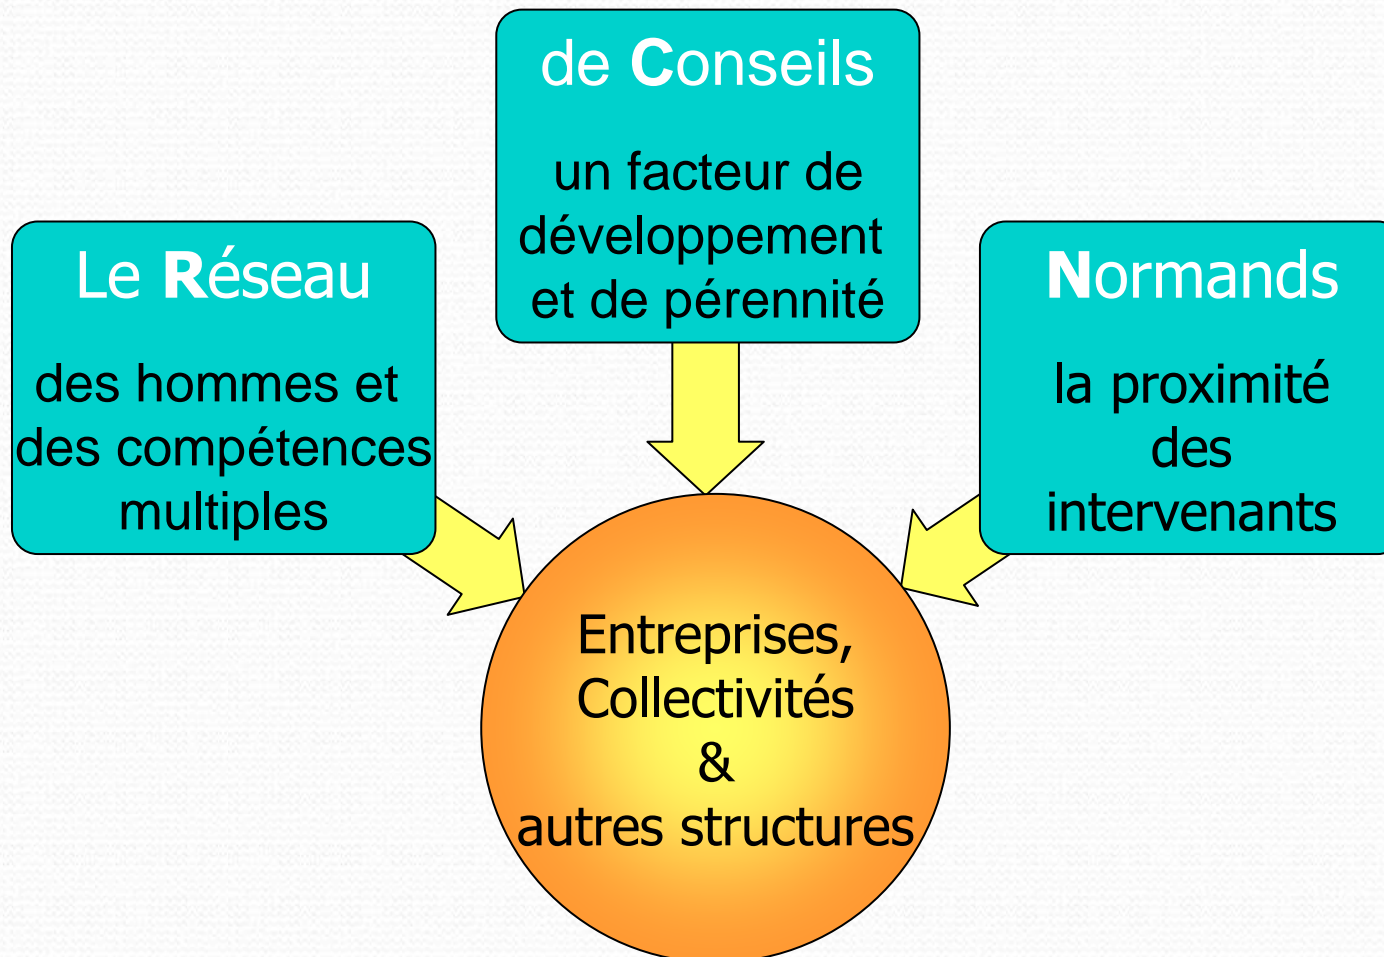 Le Réseau
des hommes et
des compétences
multiples
de Conseils
un facteur de
développement
et de pérennité
Normands
la proximité
des
intervenants
Entreprises,
Collectivités
&
autres structures